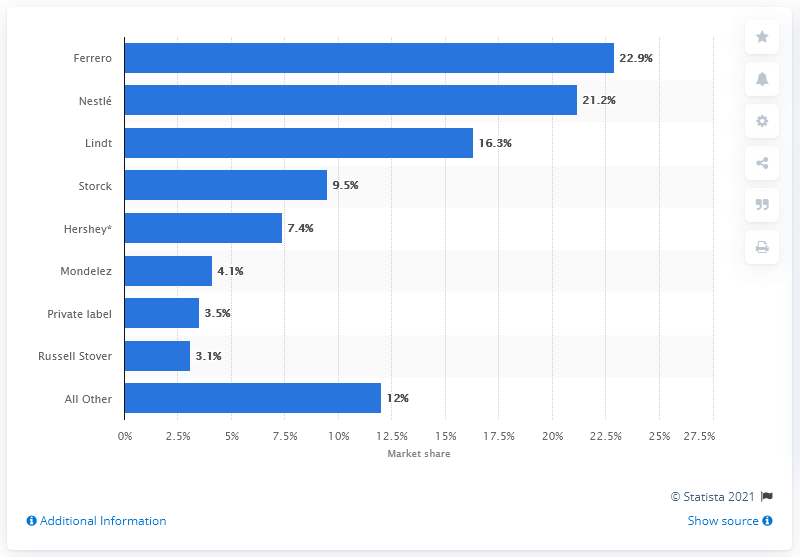 Ferrero 22.9%
Nestlé 21.2%
Lindt 16.3%
Storck 9.5%
Hershey* 7.4%
Mondelez 4.1%
Private label 3.5%
Russell Stover 3.1%
All Other 12%
0% 2.5% 5% 7.5% 10% 12.5% 15% 17.5% 20% 22.5% 25% 27.5%
Market share
© Statista 2021
Additional Information Show source